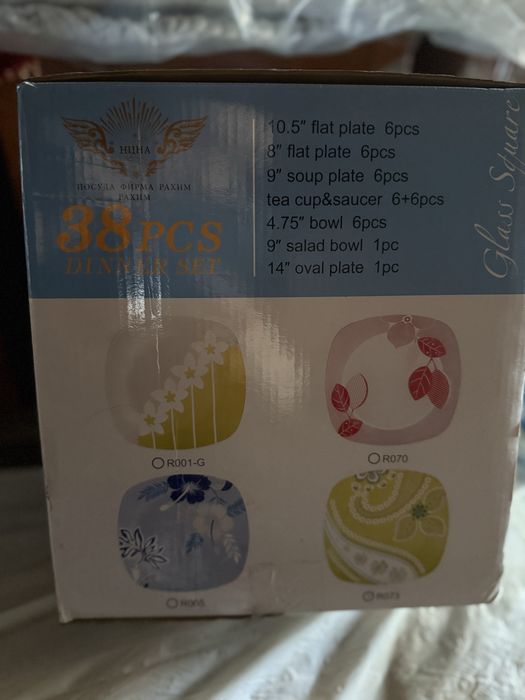 НЦНА
ПОСУДА ФИРМА РАХИМ
РАХИМ
38PCS
DINNER SET
10.5" flat plate 6pcs
8" flat plate 6pcs
9" soup plate 6pcs
tea cup&saucer 6+6pcs
4.75" bowl 6pcs
9" salad bowl 1pc
14" oval plate 1pc
Glass Square
R001-G
R070
R005
R073